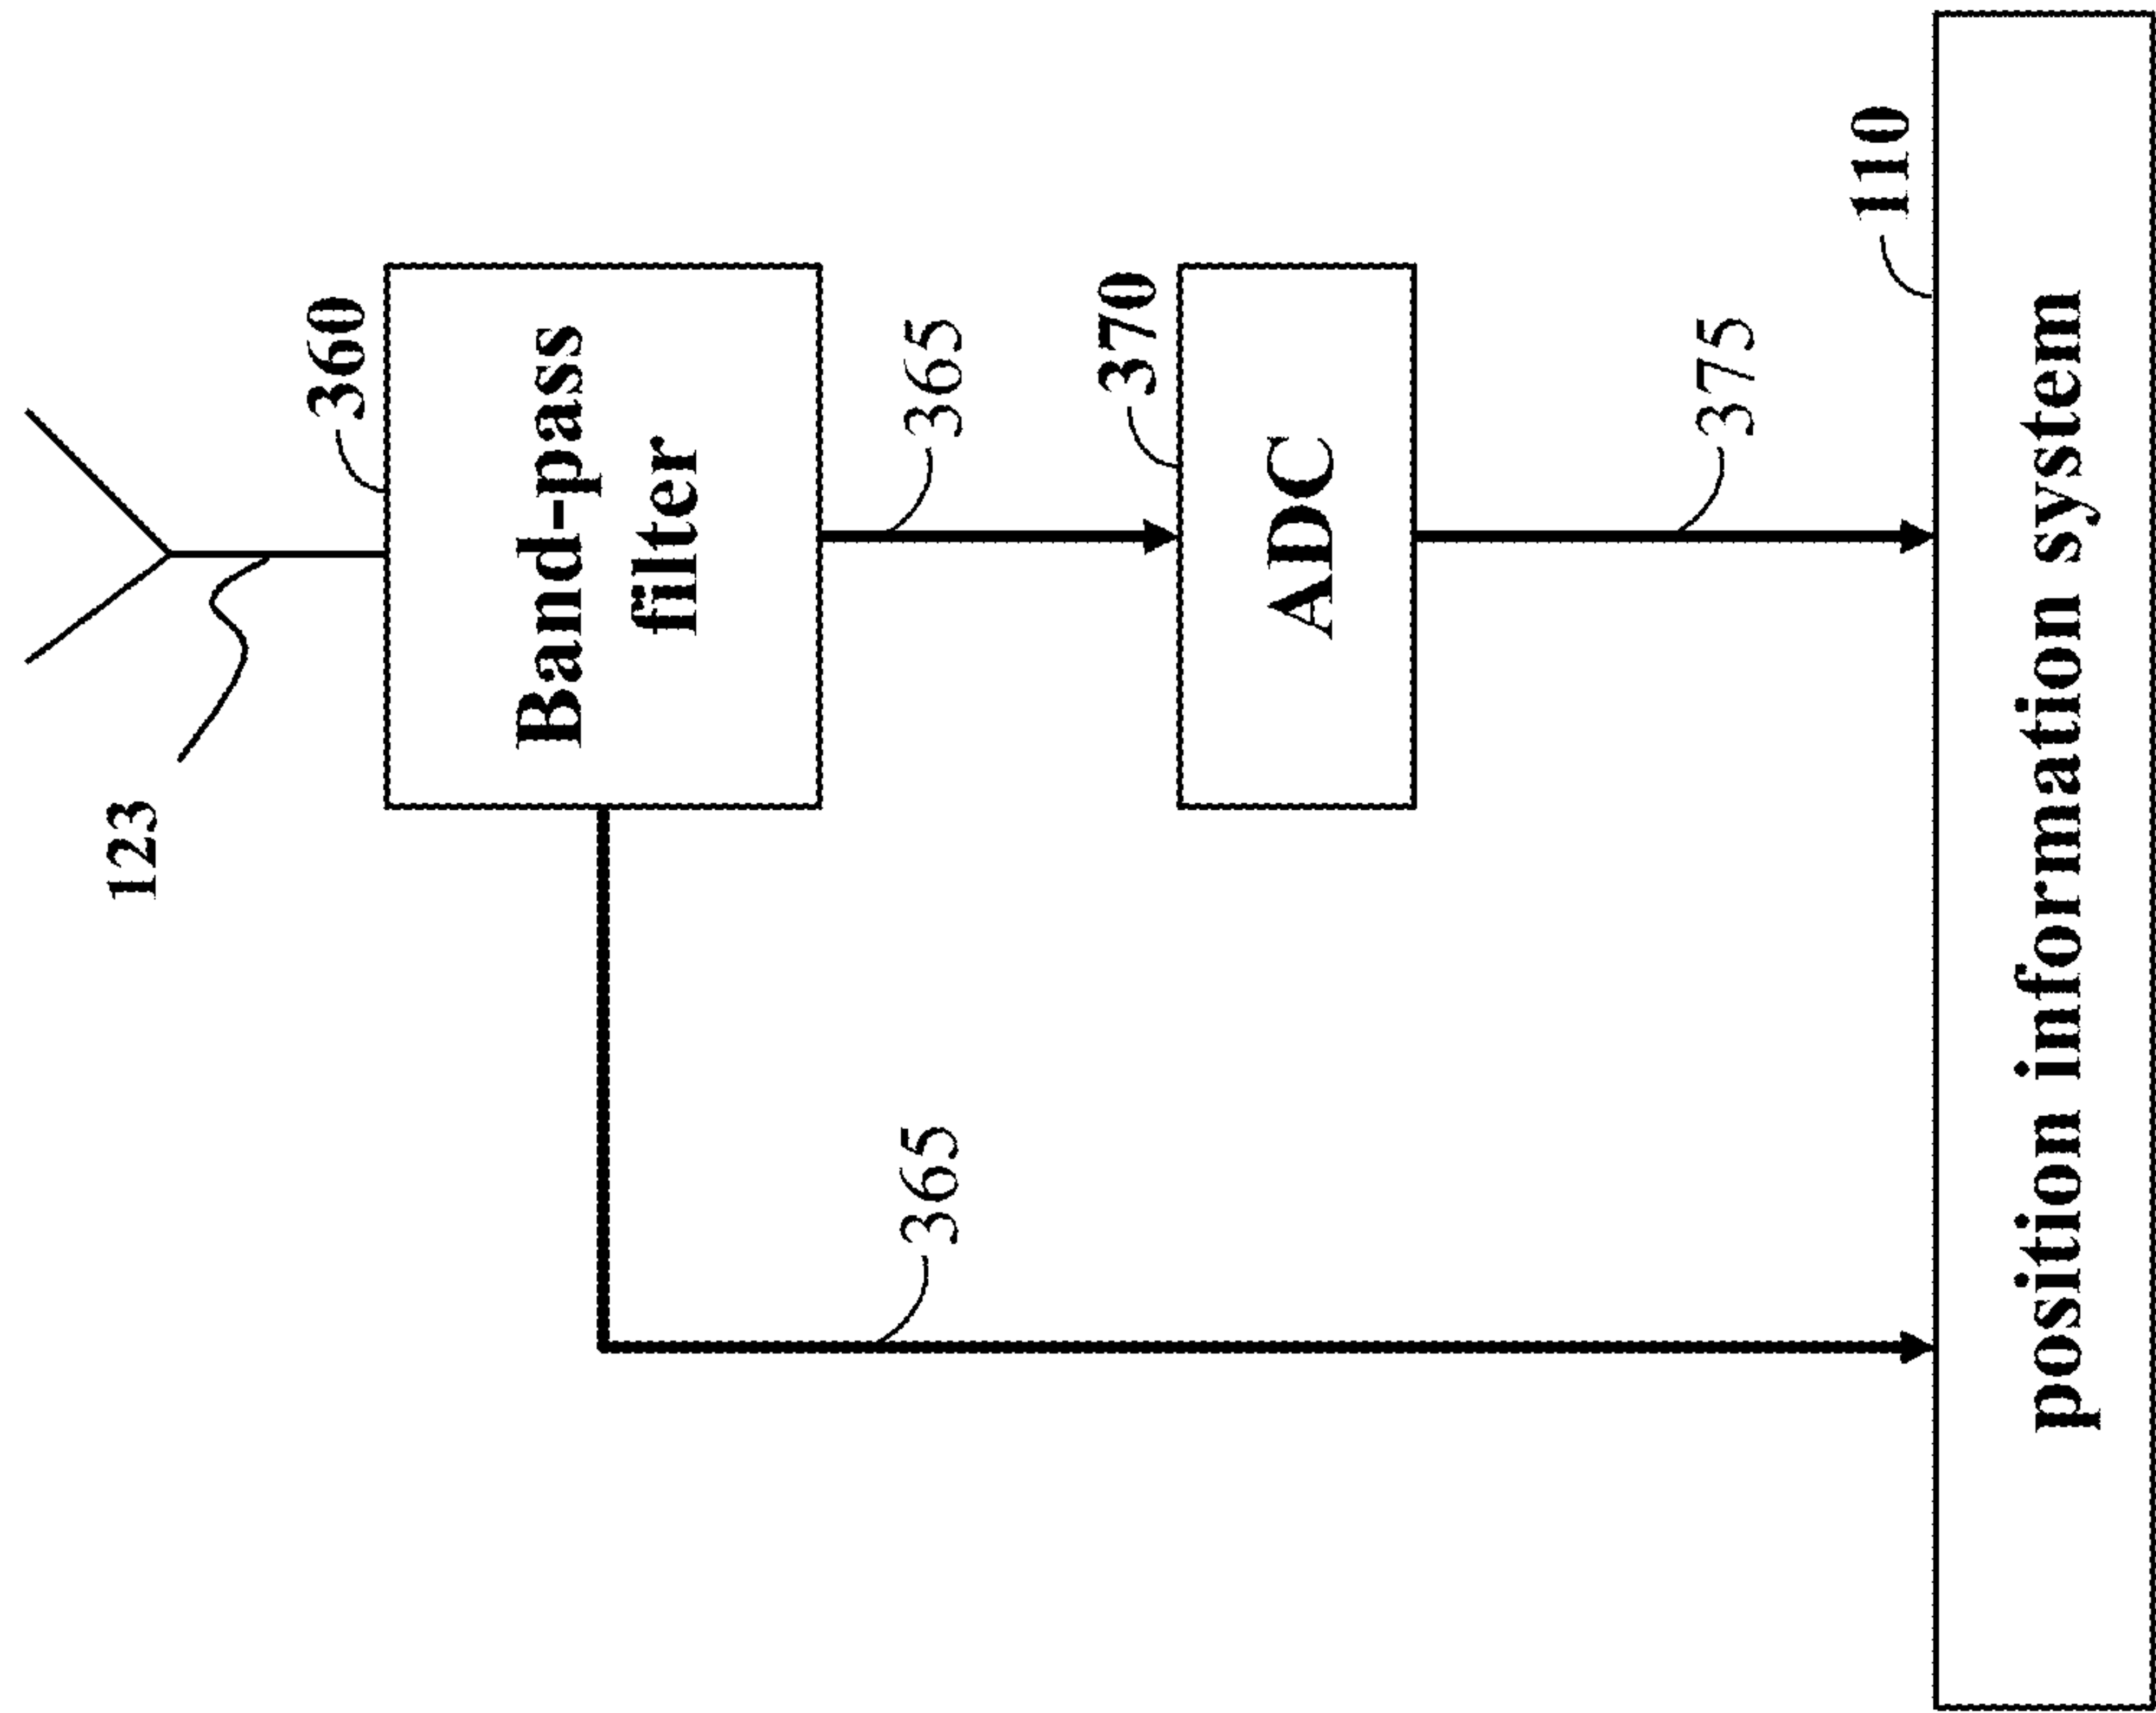 123
360
Band-pass
filter
365
365
370
ADC
375
110
position information system